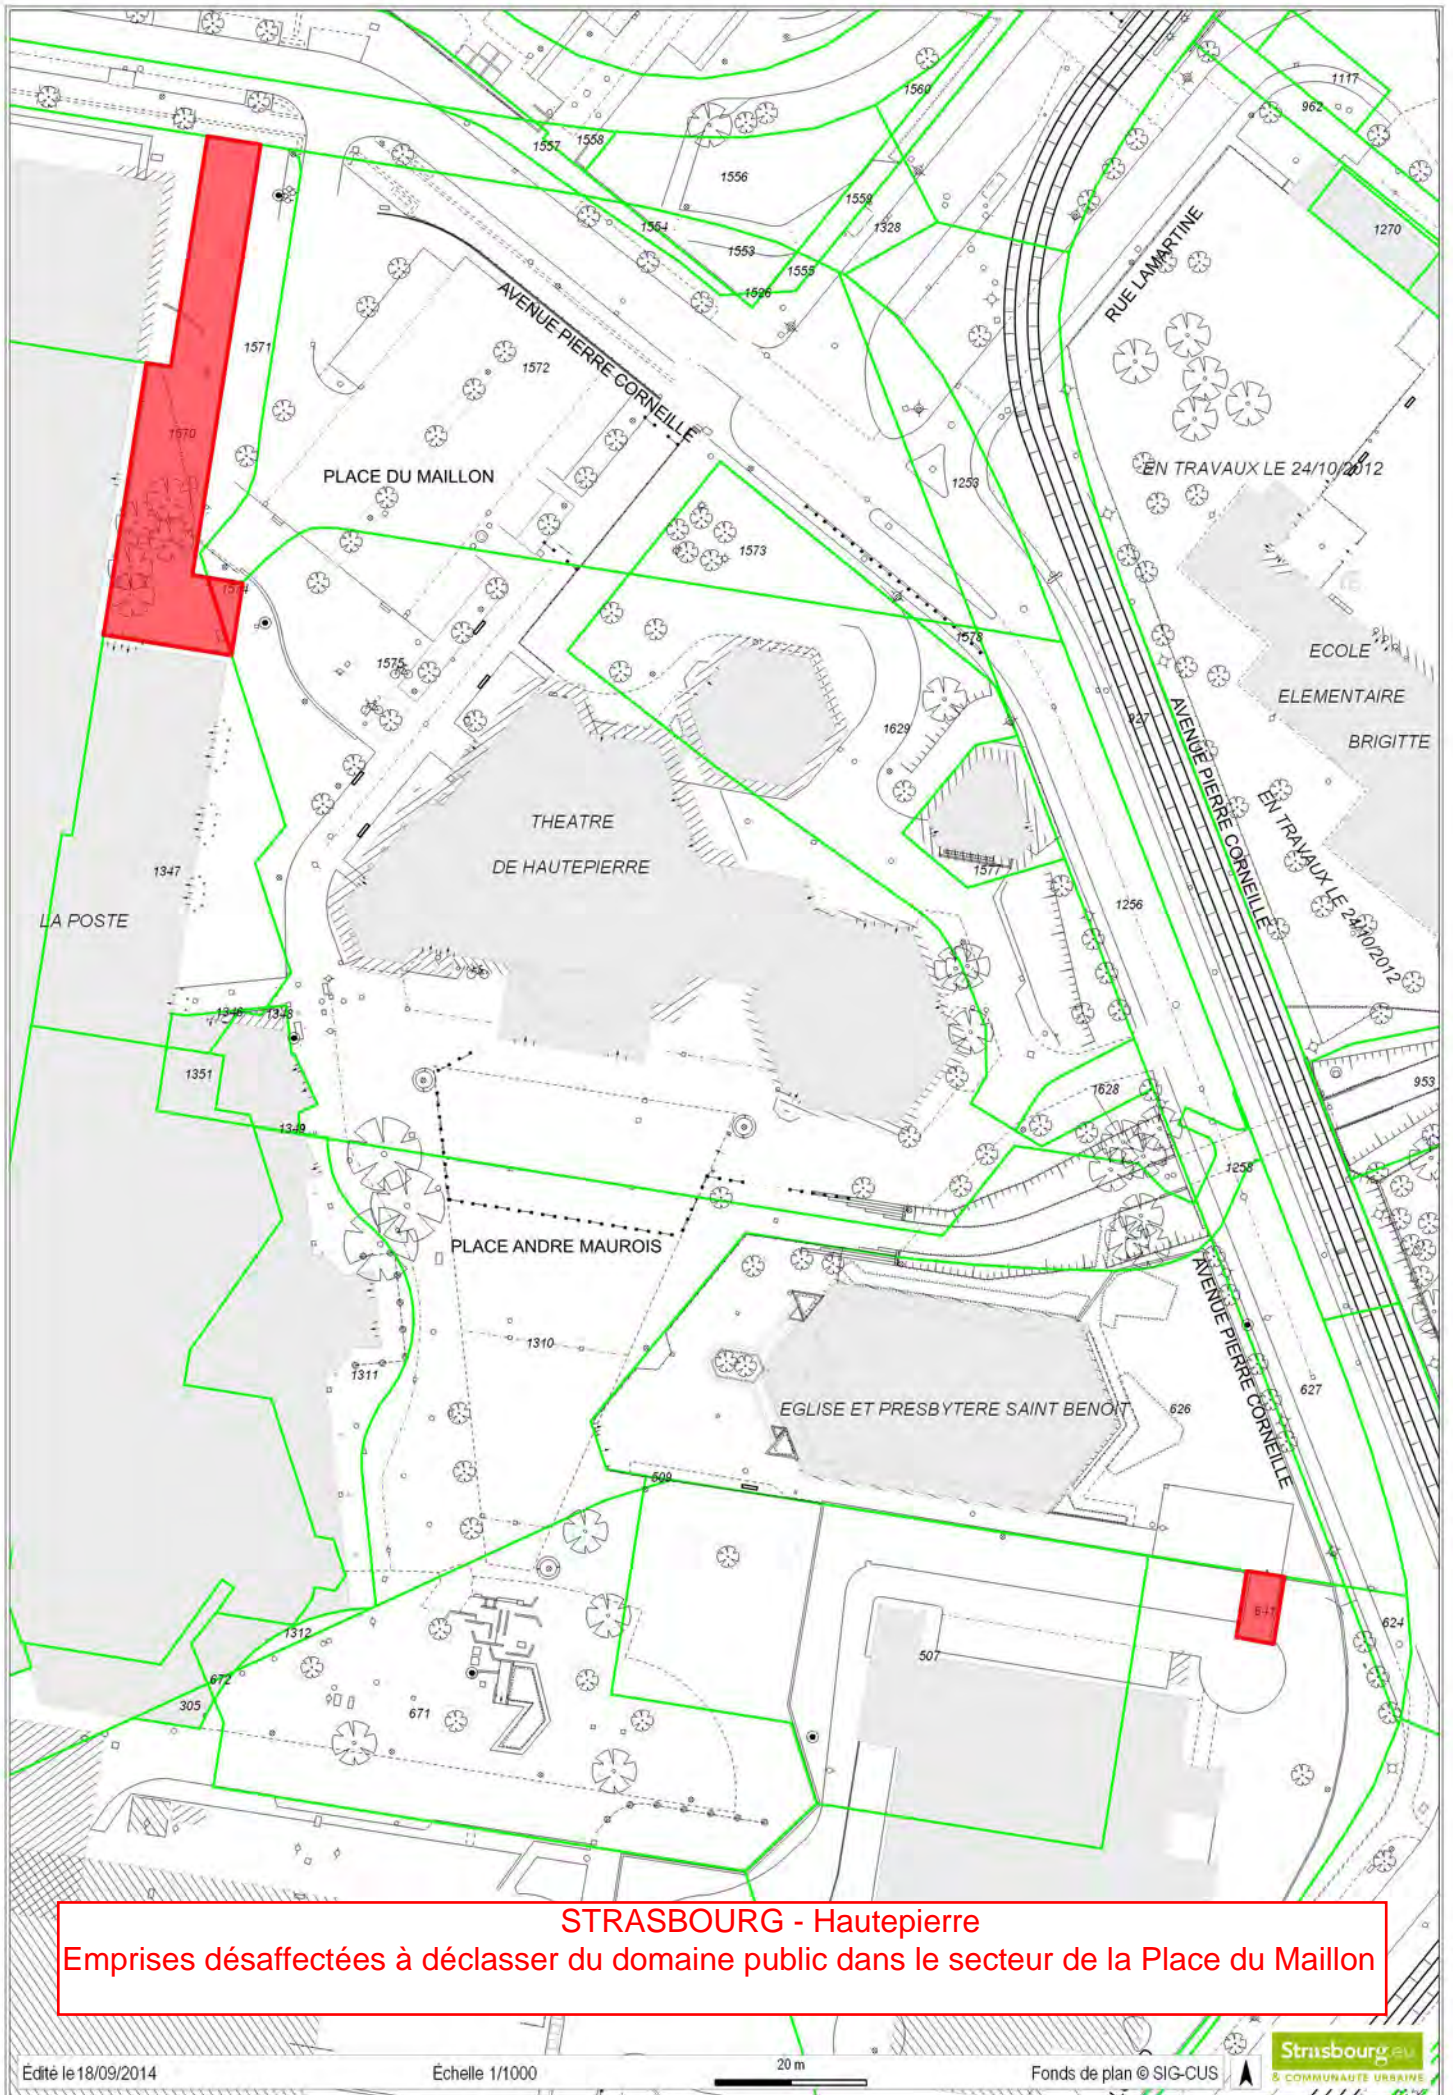 1117
962
1560
1557
1558
1556
1559
1328
1554
1553
1555
1526
1270
RUE LAMARTINE
AVENUE PIERRE CORNEILLE
1571
1572
1570
PLACE DU MAILLON
1253
EN TRAVAUX LE 24/10/2012
1573
1574
1575
1578
ECOLE
ELEMENTAIRE
BRIGITTE
1629
927
AVENUE PIERRE CORNEILLE
THEATRE
DE HAUTEPIERRE
EN TRAVAUX LE 24/10/2012
1577
1347
LA POSTE
1256
1346
1348
1351
953
1628
1349
1258
PLACE ANDRE MAUROIS
AVENUE PIERRE CORNEILLE
1310
1311
627
EGLISE ET PRESBYTERE SAINT BENOIT
626
509
641
624
1312
507
672
305
671
STRASBOURG - Hautepierre
Emprises désaffectées à déclasser du domaine public dans le secteur de la Place du Maillon
Édité le 18/09/2014
Échelle 1/1000
20 m
Fonds de plan © SIG-CUS
Strasbourg.eu
& COMMUNAUTE URBAINE